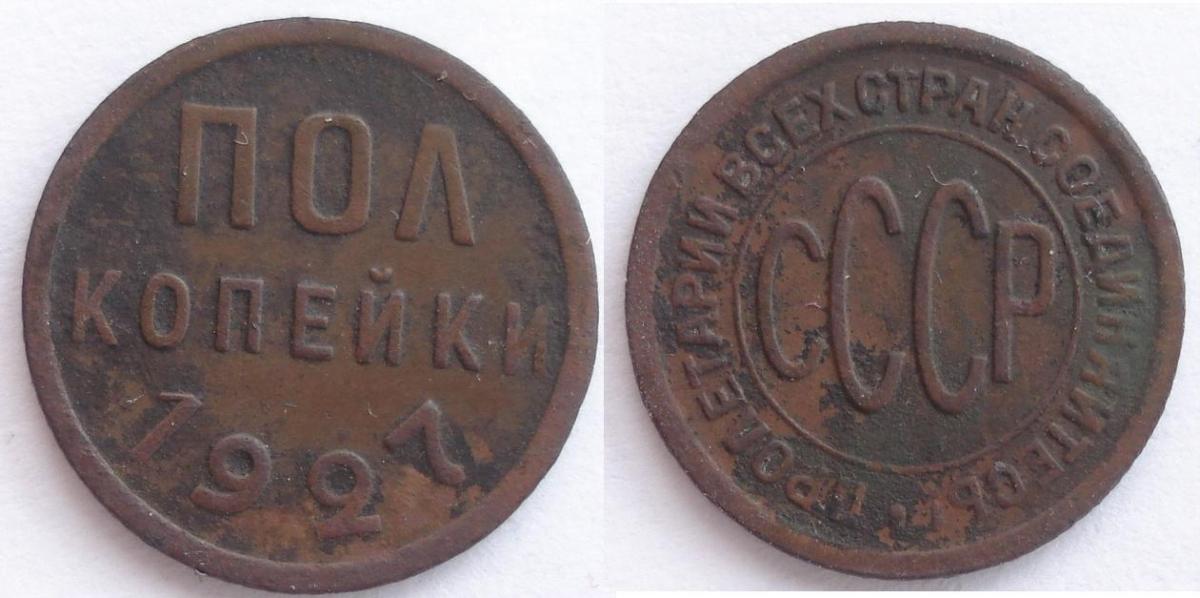 ПОЛ
КОПЕЙКИ
1927
ПРОЛЕТАРИИ ВСЕХ СТРАН, СОЕДИНЯЙТЕСЬ!
СССР